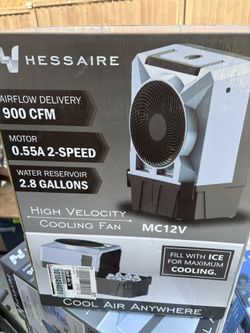 HESSAIRE
AIRFLOW DELIVERY
900 CFM
MOTOR
0.55A 2-SPEED
WATER RESERVOIR
2.8 GALLONS
HIGH VELOCITY
COOLING FAN
MC12V
FILL WITH ICE
FOR MAXIMUM
COOLING.
COOL AIR ANYWHERE